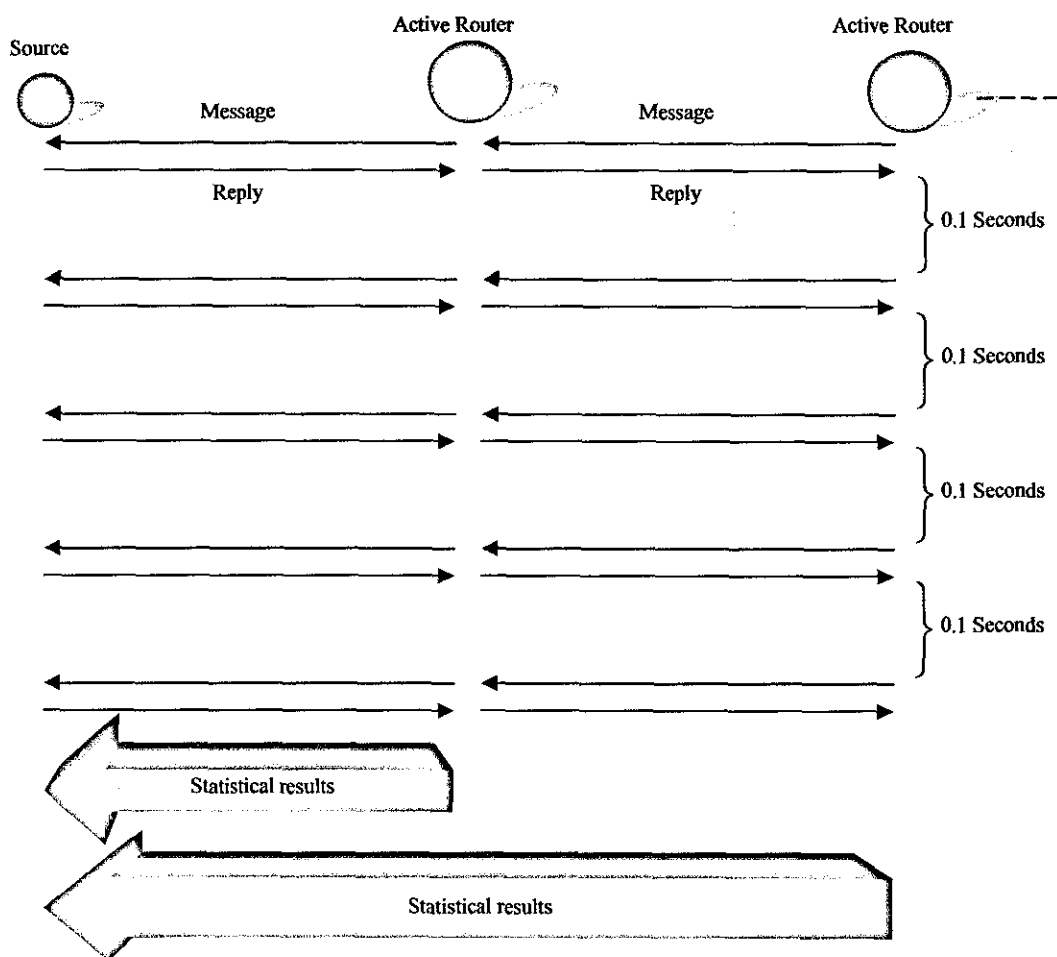 Source
Active Router
Active Router
Message
Message
Reply
Reply
0.1 Seconds
0.1 Seconds
0.1 Seconds
0.1 Seconds
Statistical results
Statistical results